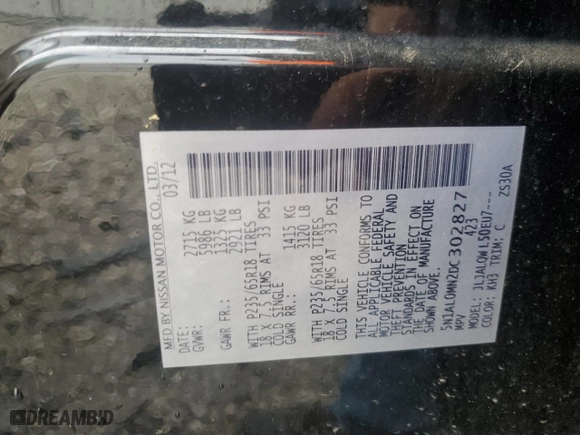 MFD BY NISSAN MOTOR CO., LTD.
DATE: 03/12
GVWR: 2715 KG
5986 LB
GAWR FR.: 1325 KG
2921 LB
WITH P235/65R18 TIRES
18 X 7.5 RIMS AT 33 PSI
COLD SINGLE
GAWR RR.: 1415 KG
3120 LB
WITH P235/65R18 TIRES
18 X 7.5 RIMS AT 33 PSI
COLD SINGLE
THIS VEHICLE CONFORMS TO
ALL APPLICABLE FEDERAL
MOTOR VEHICLE SAFETY AND
THEFT PREVENTION
STANDARDS IN EFFECT ON
THE DATE OF MANUFACTURE
SHOWN ABOVE.
5N1AL0MN2DC302827
MPV 423
MODEL: JLJALQWL50EU7---
COLOR: KH3 TRIM: C
ZS30A
DREAMBID